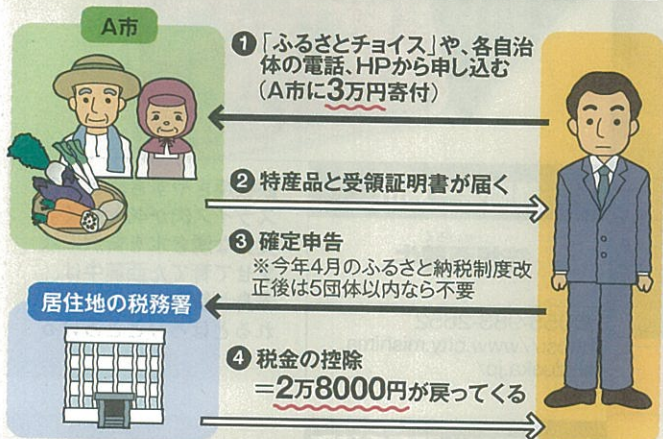 A市
❶「ふるさとチョイス」や、各自治
体の電話、HPから申し込む
(A市に3万円寄付)
❷ 特産品と受領証明書が届く
❸ 確定申告
※今年4月のふるさと納税制度改
正後は5団体以内なら不要
居住地の税務署
❹ 税金の控除
=2万8000円が戻ってくる